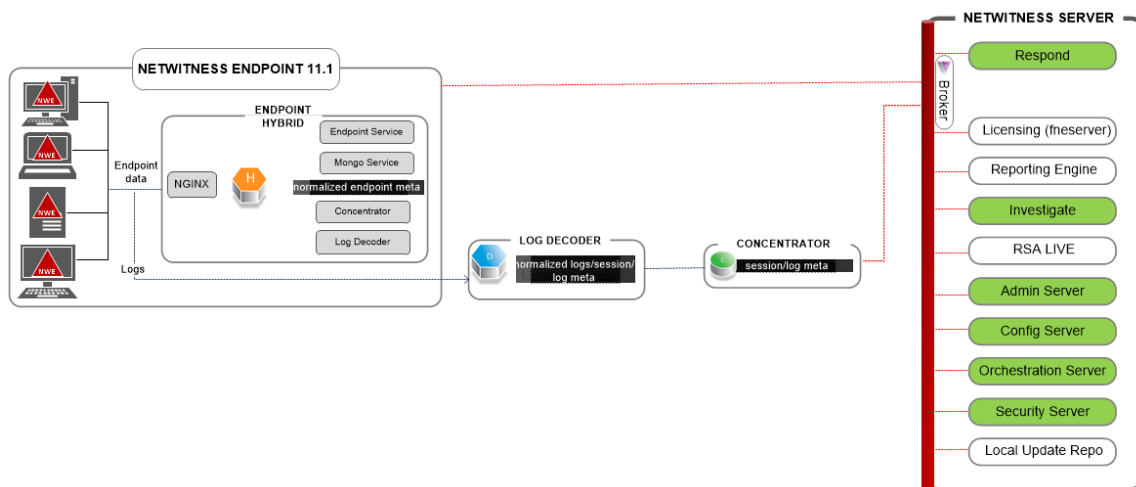 NETWITNESS ENDPOINT 11.1
NWE
NWE
NWE
NWE
Endpoint
data
Logs
ENDPOINT
HYBRID
NGINX
H
Endpoint Service
Mongo Service
normalized endpoint meta
Concentrator
Log Decoder
LOG DECODER
D
normalized logs/session/
log meta
CONCENTRATOR
C
session/log meta
NETWITNESS SERVER
Broker
Respond
Licensing (fneserver)
Reporting Engine
Investigate
RSA LIVE
Admin Server
Config Server
Orchestration Server
Security Server
Local Update Repo